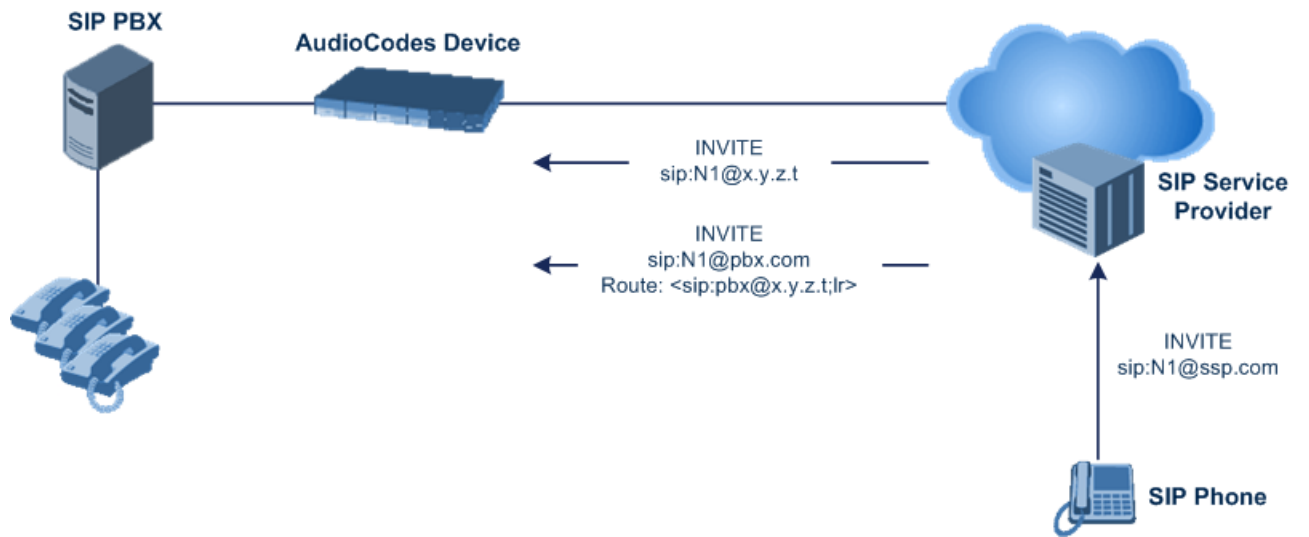 SIP PBX
AudioCodes Device
INVITE
sip:N1@x.y.z.t
SIP Service
Provider
INVITE
sip:N1@pbx.com
Route: <sip:pbx@x.y.z.t;lr>
INVITE
sip:N1@ssp.com
SIP Phone